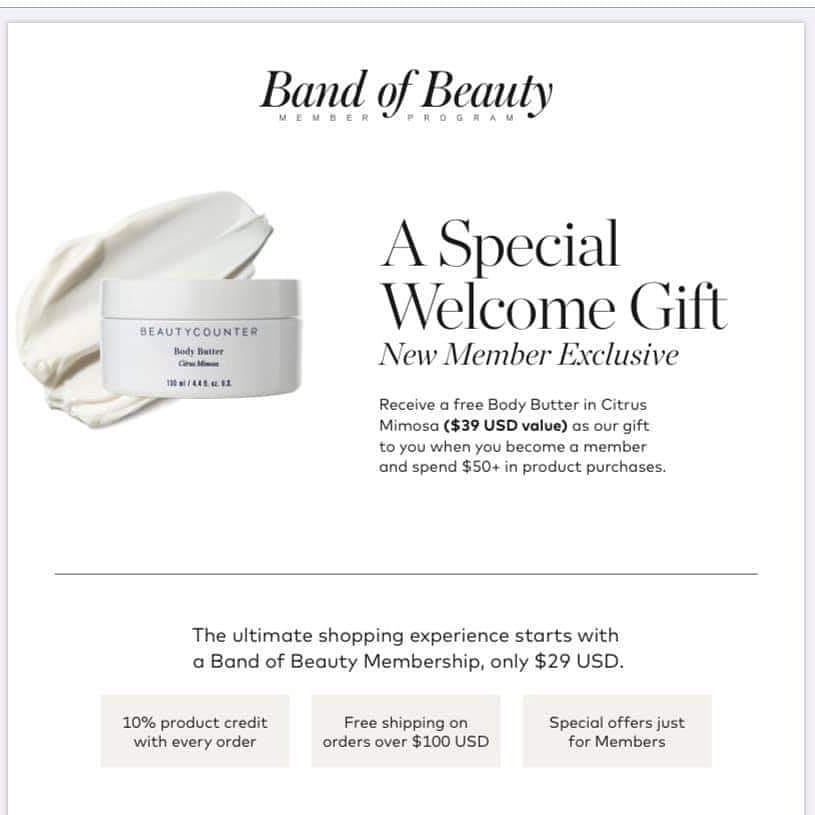 Band of Beauty
MEMBER PROGRAM
A Special
Welcome Gift
New Member Exclusive
Receive a free Body Butter in Citrus
Mimosa ($39 USD value) as our gift
to you when you become a member
and spend $50+ in product purchases.
BEAUTYCOUNTER
Body Butter
Citrus Mimosa
130 ml / 4.4 fl. oz. U.S.
The ultimate shopping experience starts with
a Band of Beauty Membership, only $29 USD.
10% product credit
with every order
Free shipping on
orders over $100 USD
Special offers just
for Members